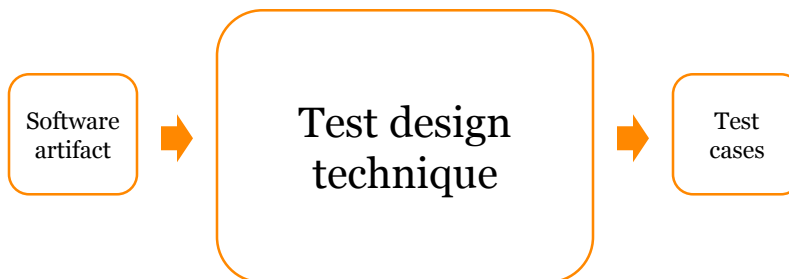 Software
artifact
Test design
technique
Test
cases